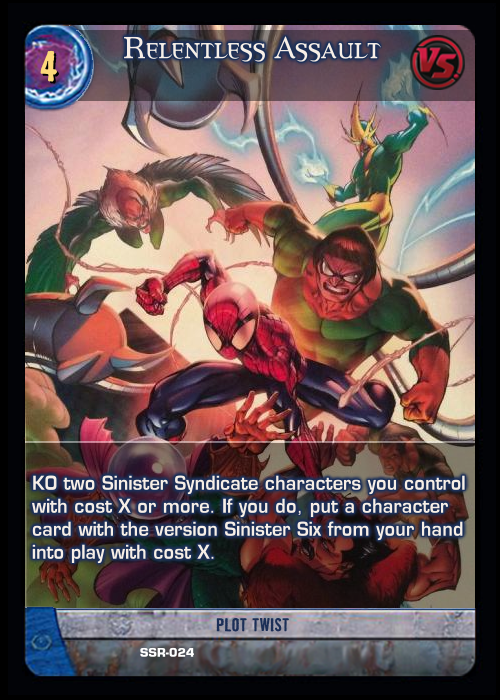 4
Relentless Assault
VS.
KO two Sinister Syndicate characters you control
with cost X or more. If you do, put a character
card with the version Sinister Six from your hand
into play with cost X.
PLOT TWIST
SSR-024